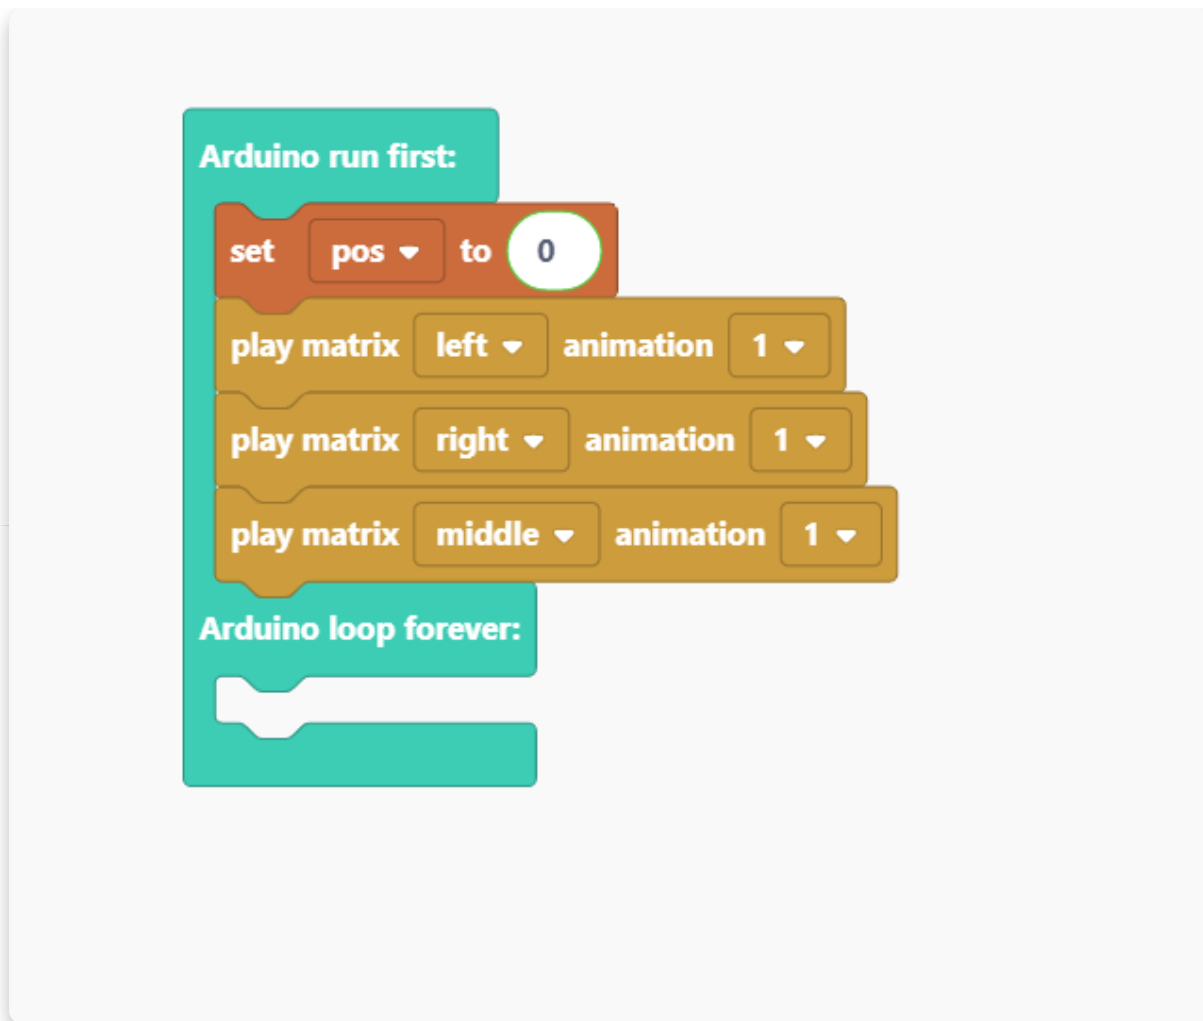 Arduino run first:
set pos to 0
play matrix left animation 1
play matrix right animation 1
play matrix middle animation 1
Arduino loop forever: